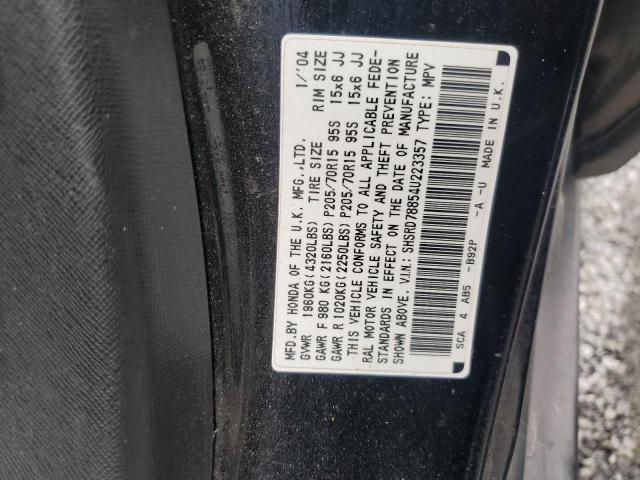 MFD.BY HONDA OF THE U.K. MFG.,LTD. 1/'04
GVWR 1960KG(4320LBS) TIRE SIZE RIM SIZE
GAWR F 980 KG(2160LBS) P205/70R15 95S 15x6 JJ
GAWR R 1020KG(2250LBS) P205/70R15 95S 15x6 JJ
THIS VEHICLE CONFORMS TO ALL APPLICABLE FEDE-
RAL MOTOR VEHICLE SAFETY AND THEFT PREVENTION
STANDARDS IN EFFECT ON THE DATE OF MANUFACTURE
SHOWN ABOVE. V.I.N.: SHSRD78854U223357 TYPE: MPV
SCA 4 AB5 -B92P -A -U MADE IN U.K.